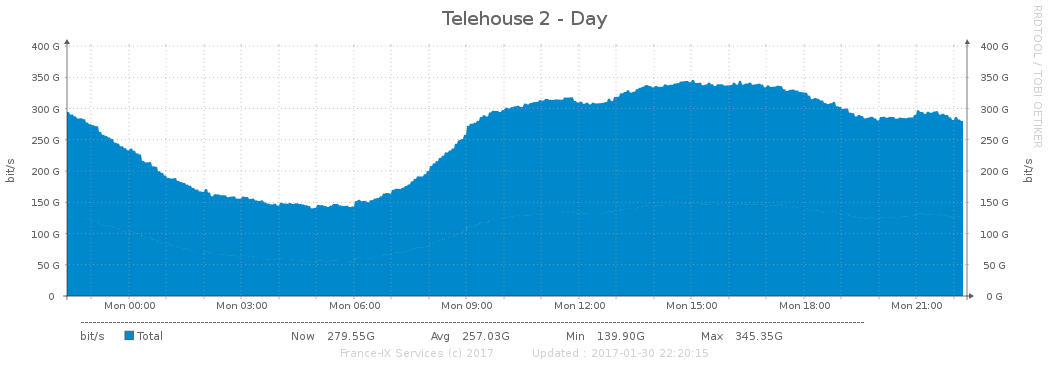 Telehouse 2 - Day
RRDTOOL / TOBI OETIKER
400 G 400 G
350 G 350 G
300 G 300 G
250 G 250 G
200 G 200 G
150 G 150 G
100 G 100 G
50 G 50 G
0 0 G
bit/s
bit/s
Mon 00:00 Mon 03:00 Mon 06:00 Mon 09:00 Mon 12:00 Mon 15:00 Mon 18:00 Mon 21:00
bit/s Total Now 279.55G Avg 257.03G Min 139.90G Max 345.35G
France-IX Services (c) 2017 Updated : 2017-01-30 22:20:15